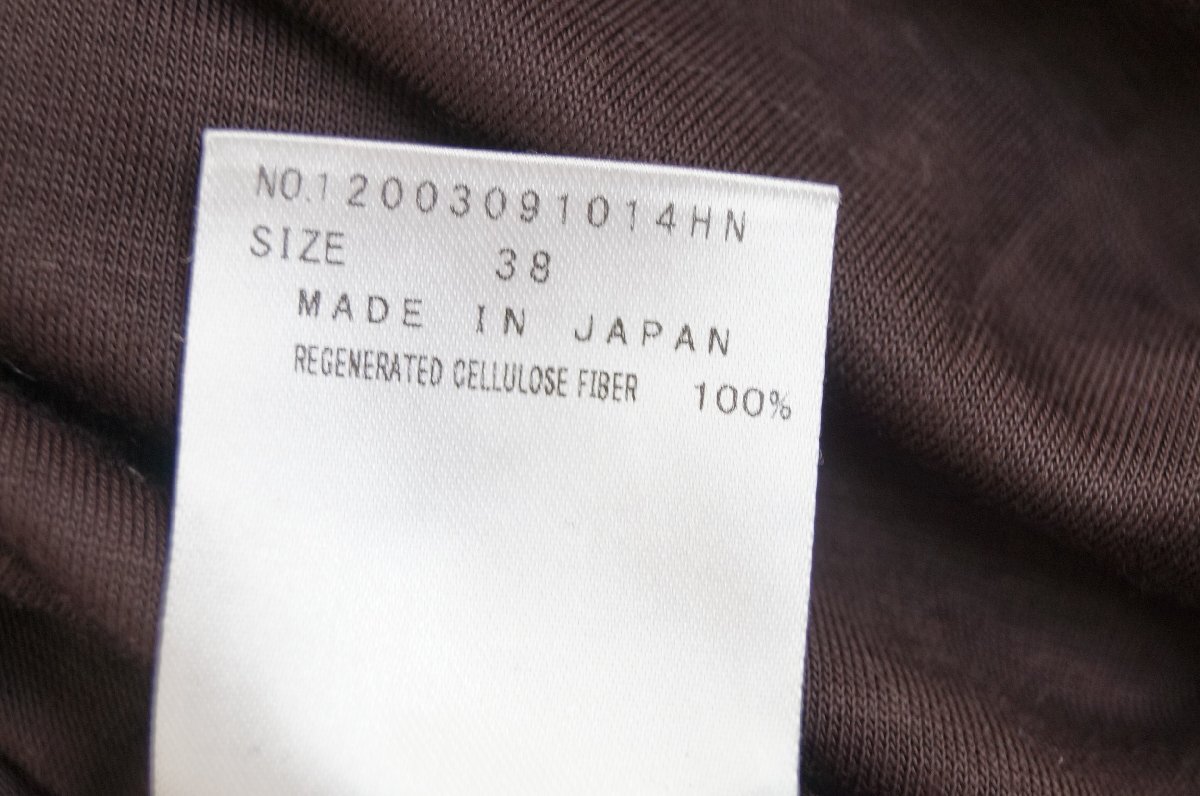 NO.12003091014HN
SIZE 38
MADE IN JAPAN
REGENERATED CELLULOSE FIBER 100%